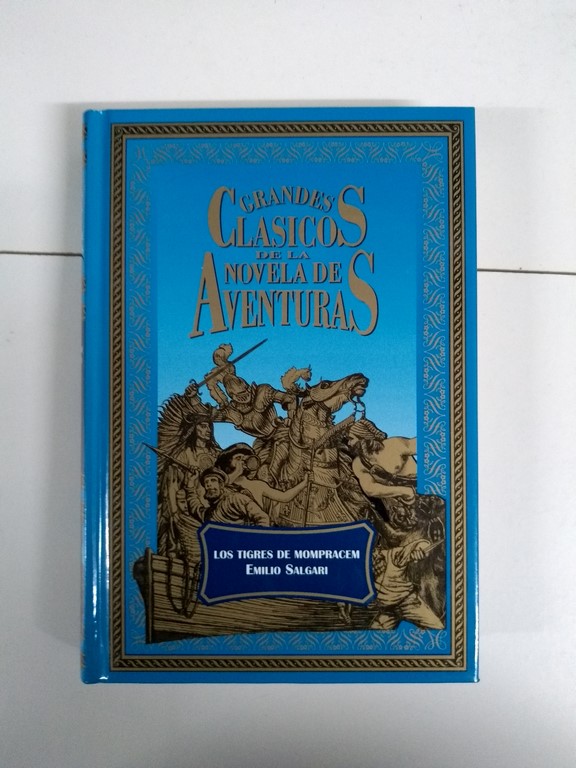 GRANDES
CLASICOS
DE LA
NOVELA DE
AVENTURAS
LOS TIGRES DE MOMPRACEM
EMILIO SALGARI